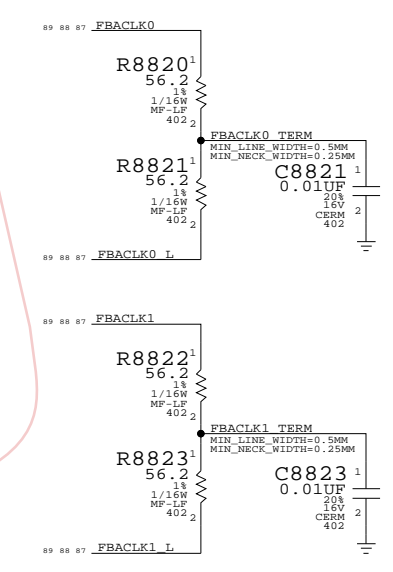 89 88 87 FBACLK0
R8820 1
56.2
1%
1/16W
MF-LF
402 2
FBACLK0_TERM
MIN_LINE_WIDTH=0.5MM
MIN_NECK_WIDTH=0.25MM
R8821 1
56.2
1%
1/16W
MF-LF
402 2
C8821 1
0.01UF
20%
16V 2
CERM
402
89 88 87 FBACLK0_L
89 88 87 FBACLK1
R8822 1
56.2
1%
1/16W
MF-LF
402 2
FBACLK1_TERM
MIN_LINE_WIDTH=0.5MM
MIN_NECK_WIDTH=0.25MM
R8823 1
56.2
1%
1/16W
MF-LF
402 2
C8823 1
0.01UF
20%
16V 2
CERM
402
89 88 87 FBACLK1_L